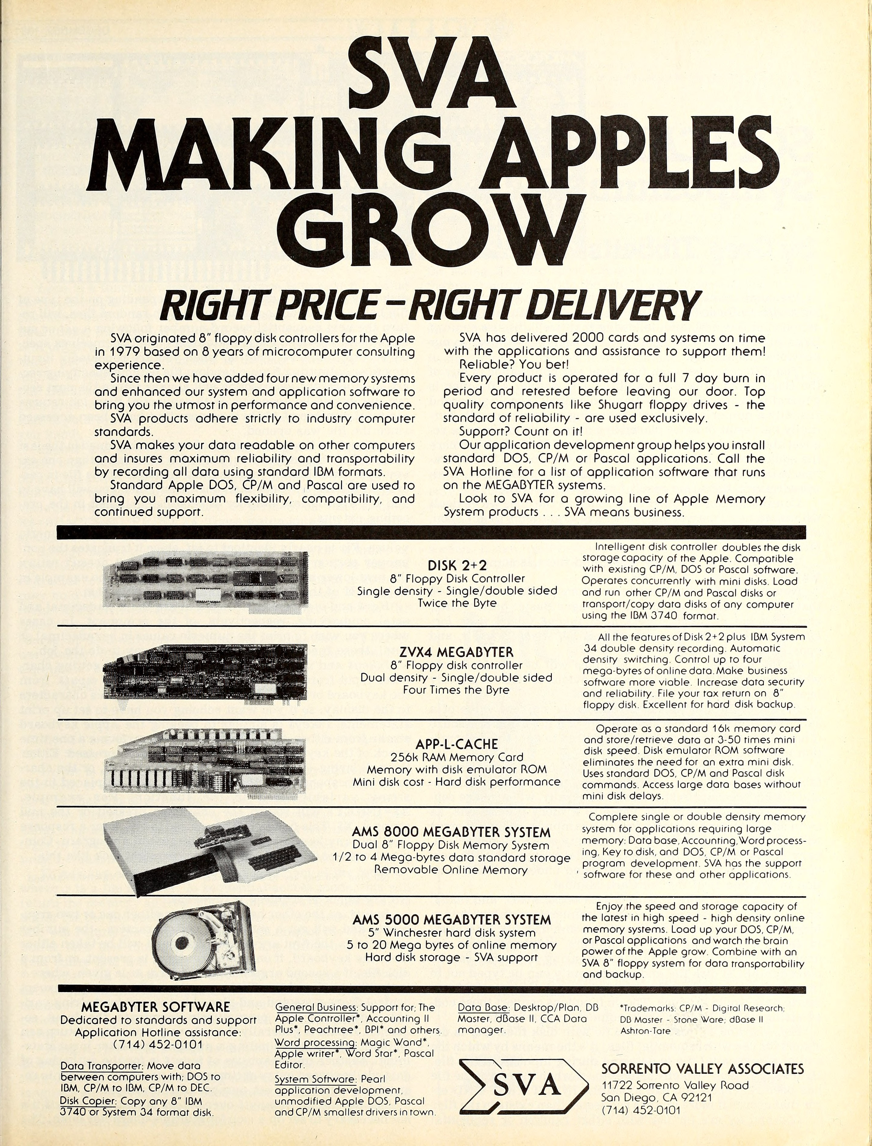 SVA
MAKING APPLES
GROW
RIGHT PRICE – RIGHT DELIVERY
SVA originated 8" floppy disk controllers for the Apple
in 1979 based on 8 years of microcomputer consulting
experience.
Since then we have added four new memory systems
and enhanced our system and application software to
bring you the utmost in performance and convenience.
SVA products adhere strictly to industry computer
standards.
SVA makes your data readable on other computers
and insures maximum reliability and transportability
by recording all data using standard IBM formats.
Standard Apple DOS, CP/M and Pascal are used to
bring you maximum flexibility, compatibility, and
continued support.
SVA has delivered 2000 cards and systems on time
with the applications and assistance to support them!
Reliable? You bet!
Every product is operated for a full 7 day burn in
period and retested before leaving our door. Top
quality components like Shugart floppy drives - the
standard of reliability - are used exclusively.
Support? Count on it!
Our application development group helps you install
standard DOS, CP/M or Pascal applications. Call the
SVA Hotline for a list of application software that runs
on the MEGABYTER systems.
Look to SVA for a growing line of Apple Memory
System products . . . SVA means business.
DISK 2+2
8" Floppy Disk Controller
Single density - Single/double sided
Twice the Byte
Intelligent disk controller doubles the disk
storage capacity of the Apple. Compatible
with existing CP/M, DOS or Pascal software.
Operates concurrently with mini disks. Load
and run other CP/M and Pascal disks or
transport/copy data disks of any computer
using the IBM 3740 format.
ZVX4 MEGABYTER
8" Floppy disk controller
Dual density - Single/double sided
Four Times the Byte
All the features of Disk 2+2 plus IBM System
34 double density recording. Automatic
density switching. Control up to four
mega-bytes of online data. Make business
software more viable. Increase data security
and reliability. File your tax return on 8"
floppy disk. Excellent for hard disk backup.
APP-L-CACHE
256k RAM Memory Card
Memory with disk emulator ROM
Mini disk cost - Hard disk performance
Operate as a standard 16k memory card
and store/retrieve data at 3-50 times mini
disk speed. Disk emulator ROM software
eliminates the need for an extra mini disk.
Uses standard DOS, CP/M and Pascal disk
commands. Access large data bases without
mini disk delays.
AMS 8000 MEGABYTER SYSTEM
Dual 8" Floppy Disk Memory System
1/2 to 4 Mega-bytes data standard storage
Removable Online Memory
Complete single or double density memory
system for applications requiring large
memory: Data base, Accounting, Word process-
ing, Key to disk, and DOS, CP/M or Pascal
program development. SVA has the support
software for these and other applications.
AMS 5000 MEGABYTER SYSTEM
5" Winchester hard disk system
5 to 20 Mega bytes of online memory
Hard disk storage - SVA support
Enjoy the speed and storage capacity of
the latest in high speed - high density online
memory systems. Load up your DOS, CP/M,
or Pascal applications and watch the brain
power of the Apple grow. Combine with an
SVA 8" floppy system for data transportability
and backup.
MEGABYTER SOFTWARE
Dedicated to standards and support
Application Hotline assistance:
(714) 452-0101
Data Transporter: Move data
between computers with; DOS to
IBM, CP/M to IBM, CP/M to DEC.
Disk Copier: Copy any 8" IBM
3740 or System 34 format disk.
General Business: Support for; The
Apple Controller*, Accounting II
Plus*, Peachtree*, BPI* and others.
Word processing: Magic Wand*,
Apple writer*, Word Star*, Pascal
Editor.
System Software: Pearl
application development,
unmodified Apple DOS, Pascal
and CP/M smallest drivers in town.
Data Base: Desktop/Plan, DB
Master, dBase II, CCA Data
manager.
*Trademarks: CP/M - Digital Research;
DB Master - Stone Ware; dBase II
Ashron-Tate
SVA
SORRENTO VALLEY ASSOCIATES
11722 Sorrento Valley Road
San Diego, CA 92121
(714) 452-0101